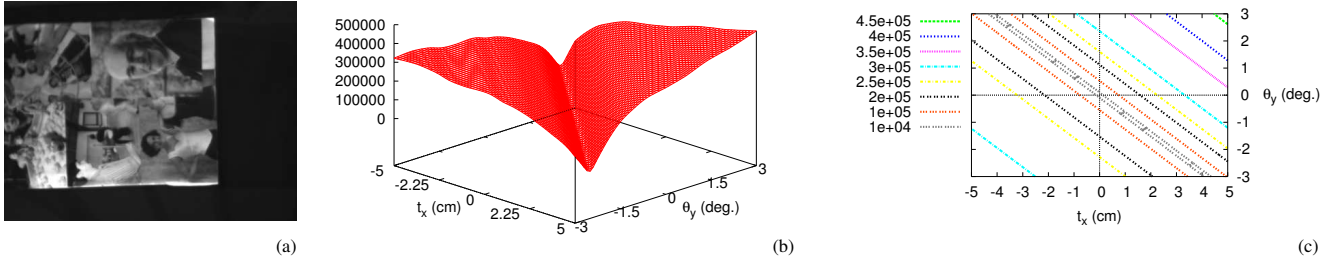 500000
400000
300000
200000
100000
0
-5
-2.25
0
2.25
5
t_x (cm)
-3
-1.5
0
1.5
3
θ_y (deg.)
4.5e+05
4e+05
3.5e+05
3e+05
2.5e+05
2e+05
1e+05
1e+04
3
2
1
0
-1
-2
-3
θ_y (deg.)
-5 -4 -3 -2 -1 0 1 2 3 4 5
t_x (cm)
(a) (b) (c)